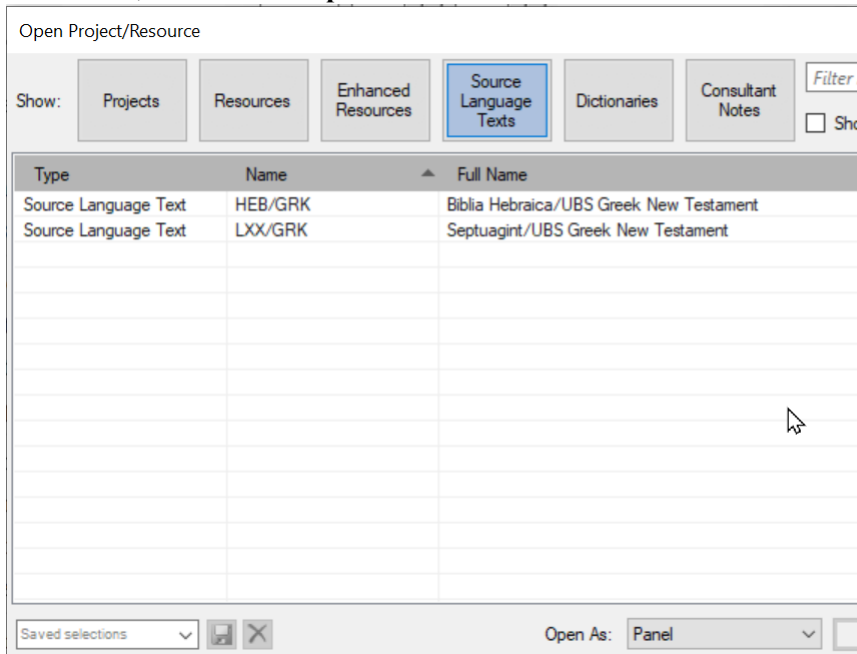 Open Project/Resource
Show: Projects Resources Enhanced Resources Source Language Texts Dictionaries Consultant Notes Filter
Type Name Full Name
Source Language Text HEB/GRK Biblia Hebraica/UBS Greek New Testament
Source Language Text LXX/GRK Septuagint/UBS Greek New Testament
Saved selections Open As: Panel